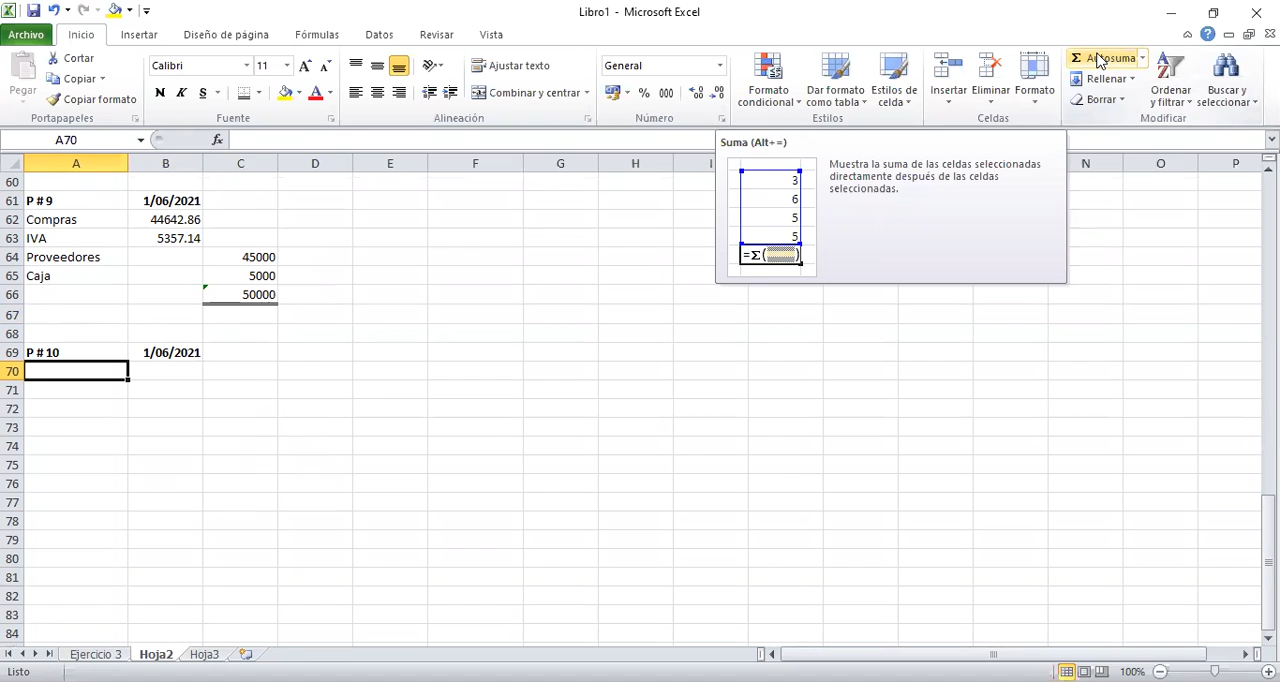 Libro1 - Microsoft Excel
Archivo Inicio Insertar Diseño de página Fórmulas Datos Revisar Vista
Pegar
Cortar
Copiar
Copiar formato
Portapapeles
Calibri 11
N K S
Fuente
Ajustar texto
Combinar y centrar
Alineación
General
% 000
Número
Formato condicional
Dar formato como tabla
Estilos de celda
Estilos
Insertar Eliminar Formato
Celdas
Σ Autosuma
Rellenar
Borrar
Ordenar y filtrar
Buscar y seleccionar
Modificar
A70 fx
Suma (Alt+=)
3
6
5
5
=Σ( )
Muestra la suma de las celdas seleccionadas
directamente después de las celdas
seleccionadas.
A B C D E F G H I N O P
60
61 P # 9 1/06/2021
62 Compras 44642.86
63 IVA 5357.14
64 Proveedores 45000
65 Caja 5000
66 50000
67
68
69 P # 10 1/06/2021
70
71
72
73
74
75
76
77
78
79
80
81
82
83
84
Ejercicio 3 Hoja2 Hoja3
Listo 100%